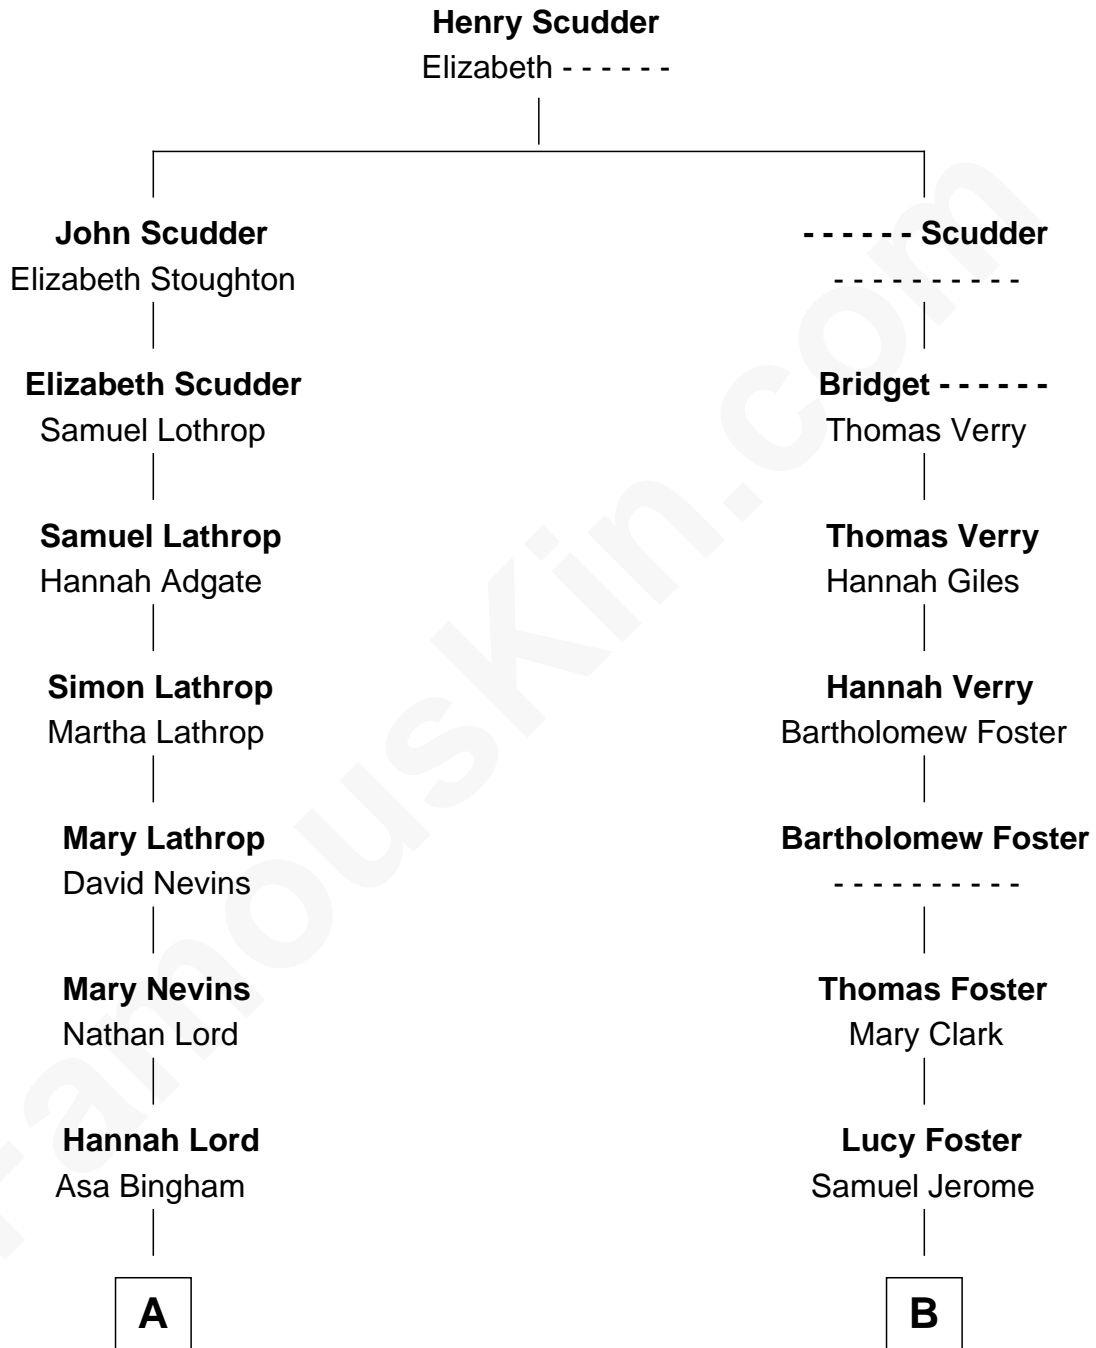 Henry Scudder
Elizabeth - - - - - -
John Scudder
Elizabeth Stoughton
- - - - - - Scudder
- - - - - - - - - -
Elizabeth Scudder
Samuel Lothrop
Bridget - - - - - -
Thomas Verry
Samuel Lathrop
Hannah Adgate
Thomas Verry
Hannah Giles
Simon Lathrop
Martha Lathrop
Hannah Verry
Bartholomew Foster
Mary Lathrop
David Nevins
Bartholomew Foster
- - - - - - - - - -
Mary Nevins
Nathan Lord
Thomas Foster
Mary Clark
Hannah Lord
Asa Bingham
Lucy Foster
Samuel Jerome
A
B
FamousKin.com